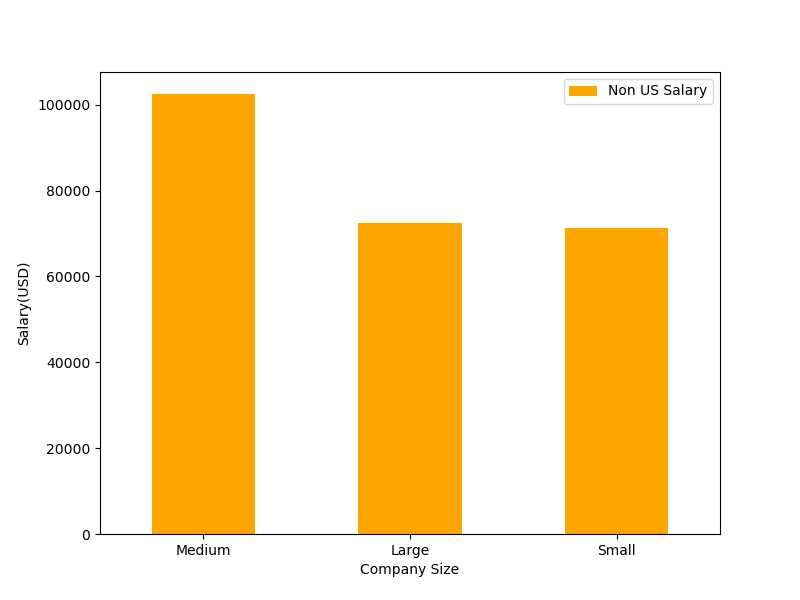 Non US Salary
100000
80000
60000
40000
20000
0
Salary(USD)
Medium
Large
Small
Company Size